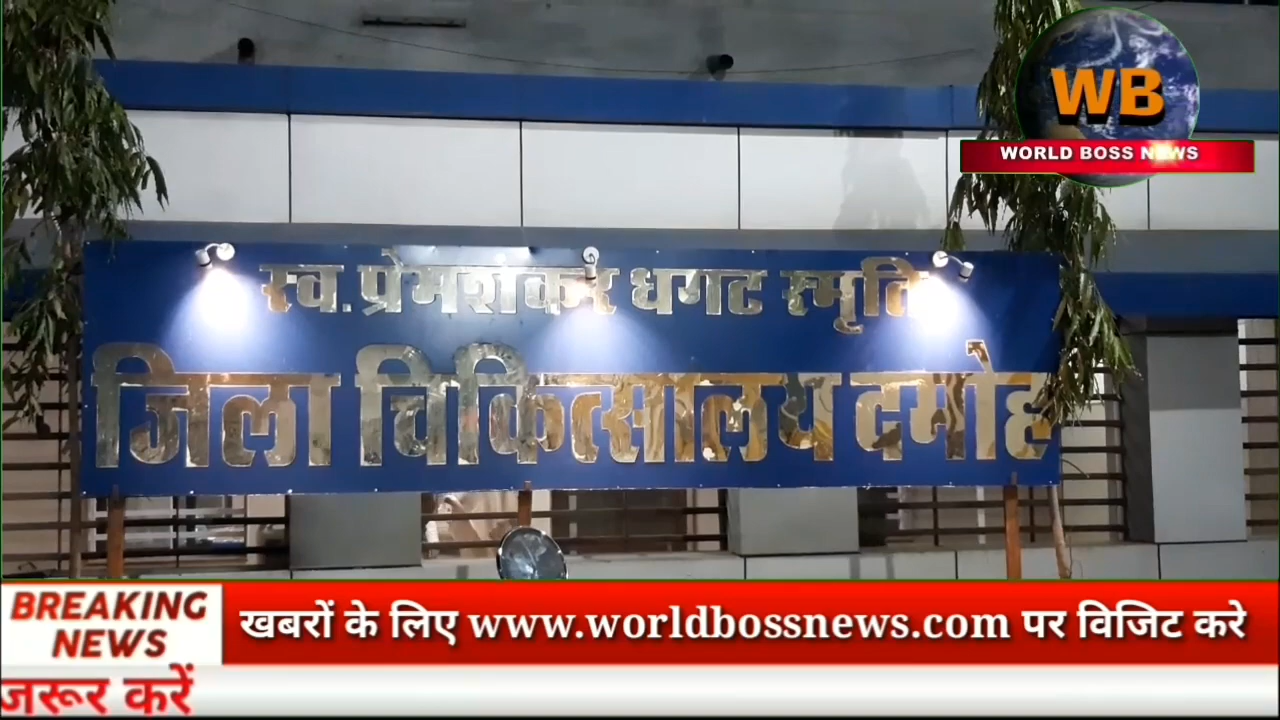 WB
WORLD BOSS NEWS
स्व. प्रेमशंकर धगट स्मृति
जिला चिकित्सालय दमोह
BREAKING
NEWS
खबरों के लिए www.worldbossnews.com पर विजिट करे
जरूर करें